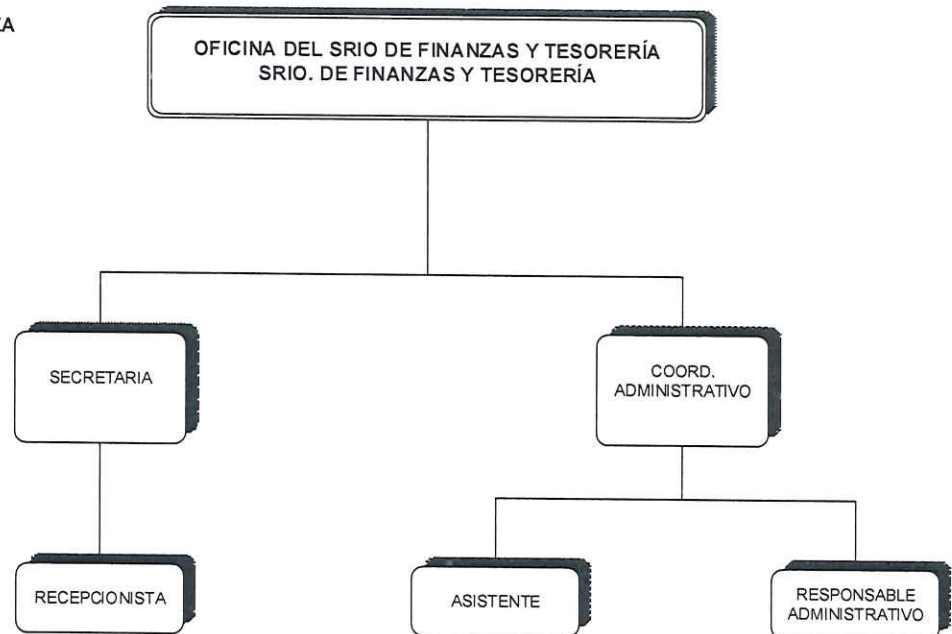 OFICINA DEL SRIO DE FINANZAS Y TESORERÍA
SRIO. DE FINANZAS Y TESORERÍA
SECRETARIA
COORD.
ADMINISTRATIVO
RECEPCIONISTA
ASISTENTE
RESPONSABLE
ADMINISTRATIVO